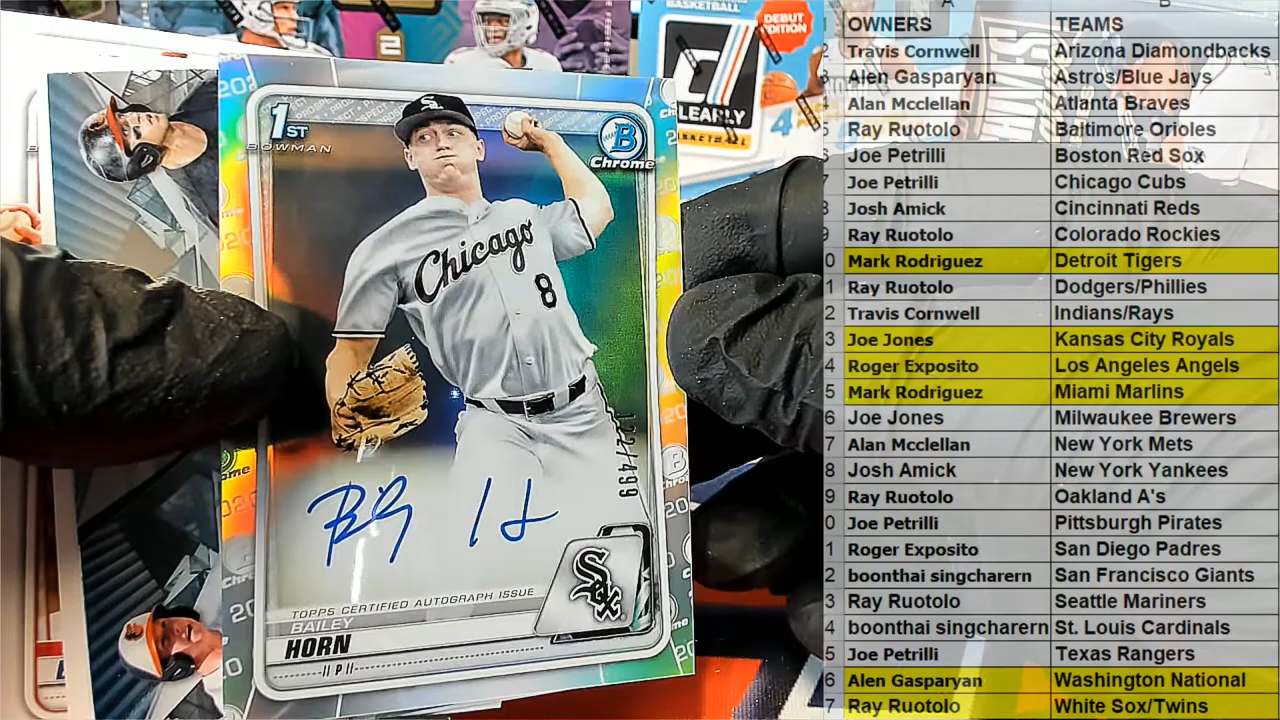 1ST
BOWMAN
B
Chrome
Chicago
8
/499
TOPPS CERTIFIED AUTOGRAPH ISSUE
BAILEY
HORN
P
Sox
2
BASKETBALL
DEBUT
EDITION
CLEARLY
BASKETBALL
4
OWNERS TEAMS
Travis Cornwell Arizona Diamondbacks
Alen Gasparyan Astros/Blue Jays
Alan Mcclellan Atlanta Braves
Ray Ruotolo Baltimore Orioles
Joe Petrilli Boston Red Sox
Joe Petrilli Chicago Cubs
Josh Amick Cincinnati Reds
Ray Ruotolo Colorado Rockies
Mark Rodriguez Detroit Tigers
Ray Ruotolo Dodgers/Phillies
Travis Cornwell Indians/Rays
Joe Jones Kansas City Royals
Roger Exposito Los Angeles Angels
Mark Rodriguez Miami Marlins
Joe Jones Milwaukee Brewers
Alan Mcclellan New York Mets
Josh Amick New York Yankees
Ray Ruotolo Oakland A's
Joe Petrilli Pittsburgh Pirates
Roger Exposito San Diego Padres
boonthai singcharern San Francisco Giants
Ray Ruotolo Seattle Mariners
boonthai singcharern St. Louis Cardinals
Joe Petrilli Texas Rangers
Alen Gasparyan Washington National
Ray Ruotolo White Sox/Twins